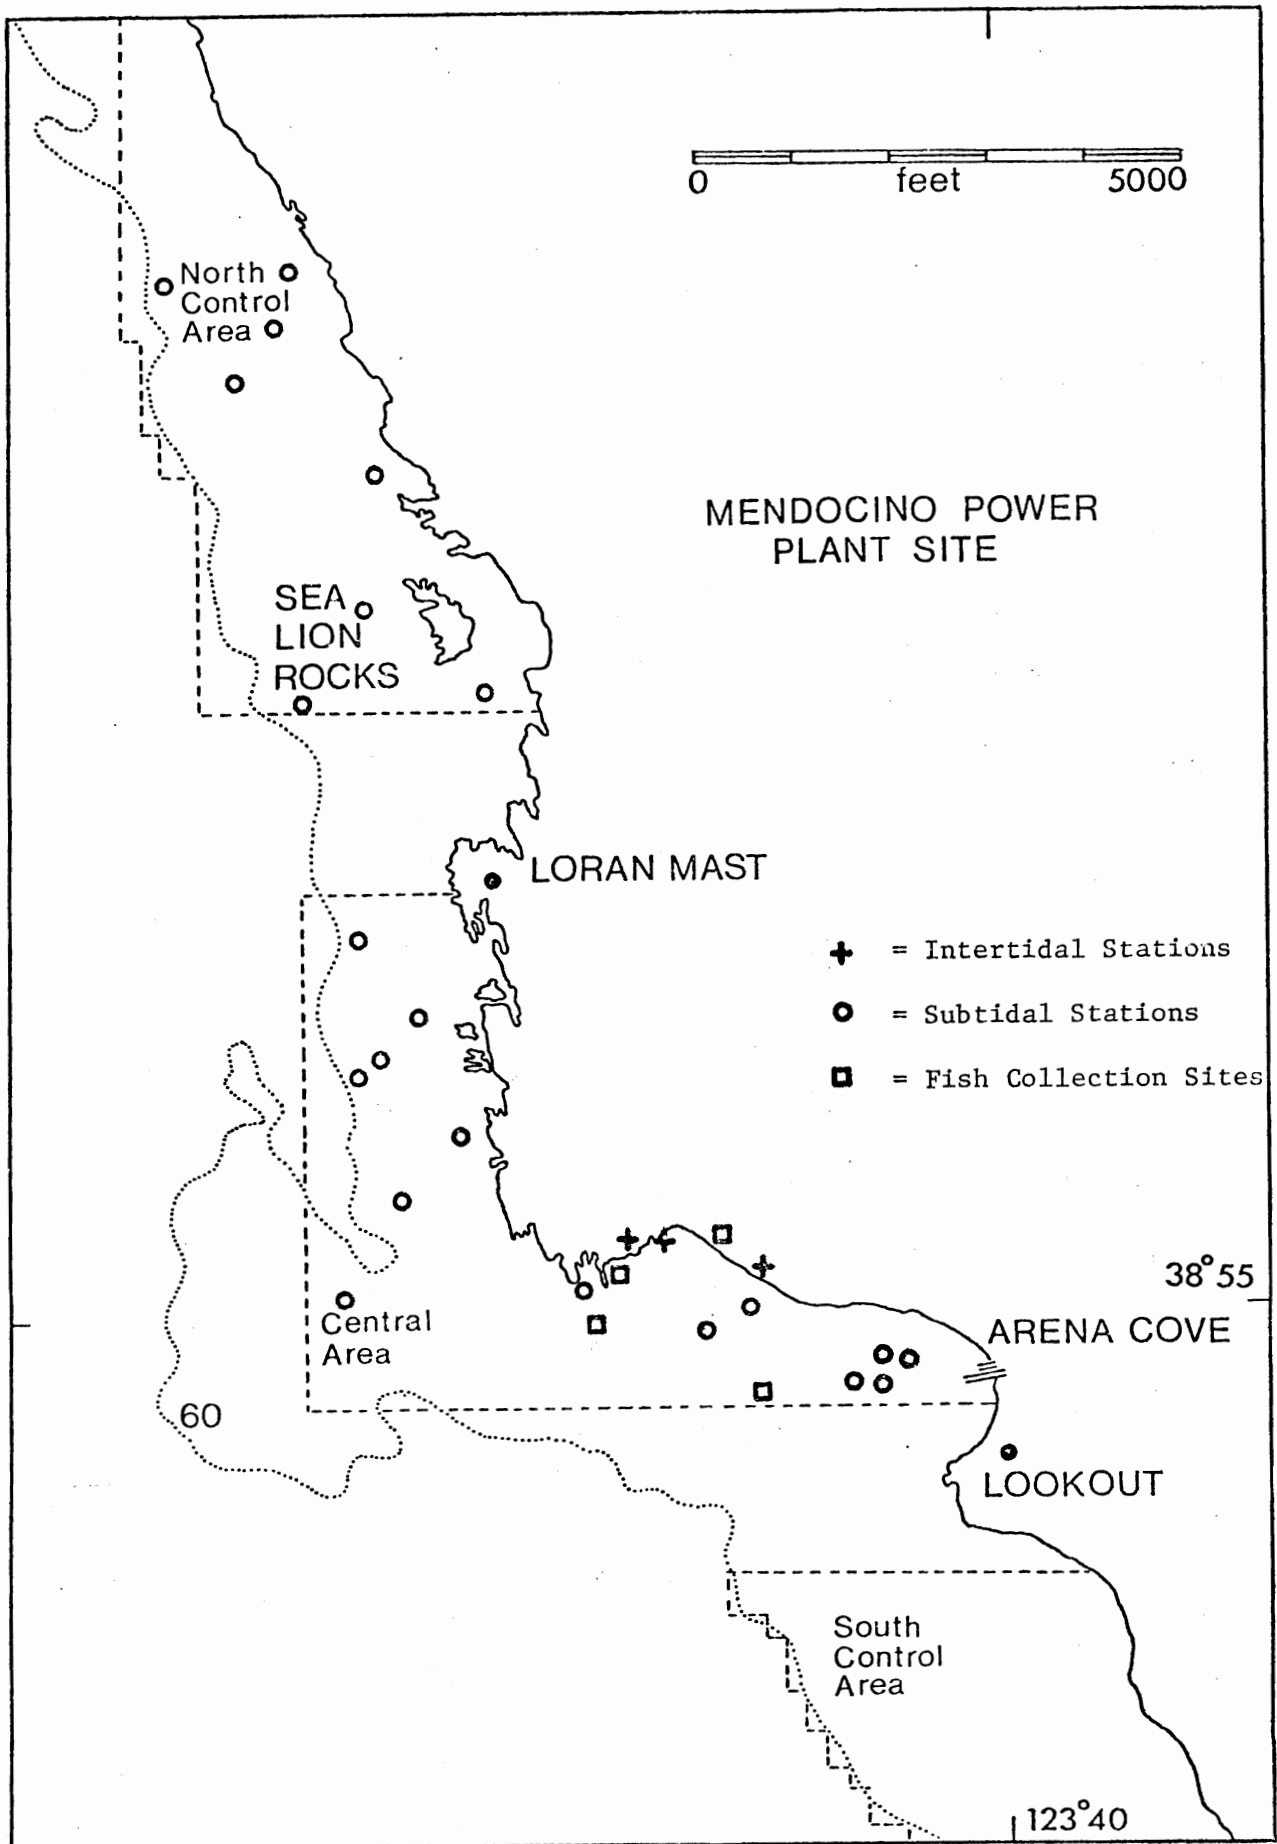 0 feet 5000
North
Control
Area
MENDOCINO POWER
PLANT SITE
SEA
LION
ROCKS
LORAN MAST
= Intertidal Stations
= Subtidal Stations
= Fish Collection Sites
38°55
Central
Area
ARENA COVE
60
LOOKOUT
South
Control
Area
123°40